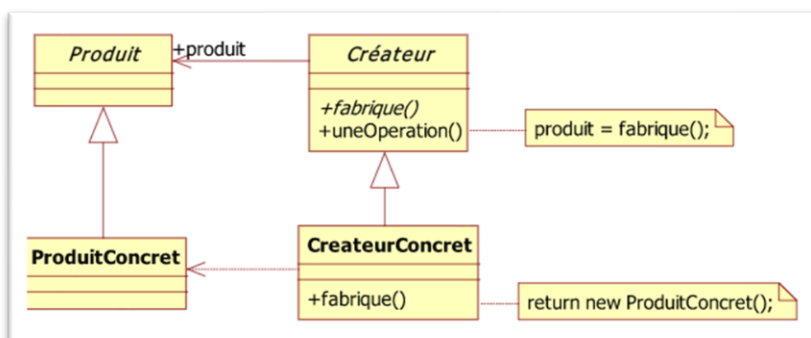 Produit
+produit
Créateur
+fabrique()
+uneOperation()
produit = fabrique();
ProduitConcret
CreateurConcret
+fabrique()
return new ProduitConcret();